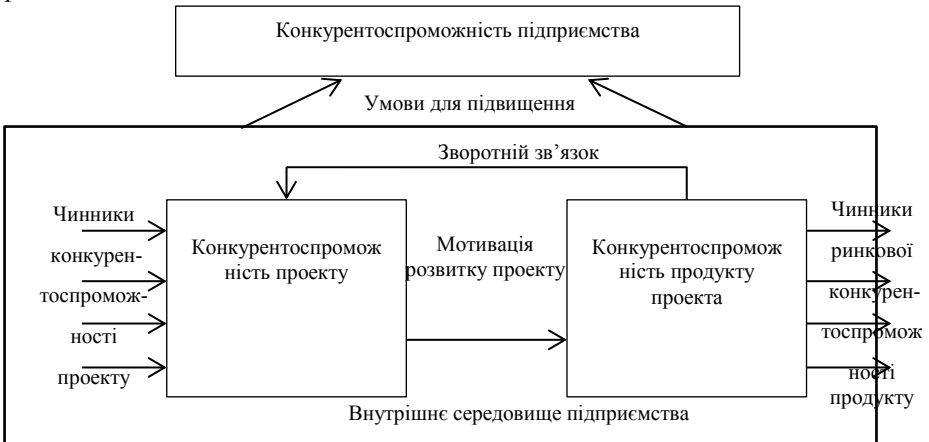 Конкурентоспроможність підприємства
Умови для підвищення
Зворотній зв’язок
Чинники
конкурен-
тоспромож-
ності
проекту
Конкурентоспромож
ність проекту
Мотивація
розвитку проекту
Конкурентоспромож
ність продукту
проекта
Чинники
ринкової
конкурен-
тоспромож
ності
продукту
Внутрішнє середовище підприємства